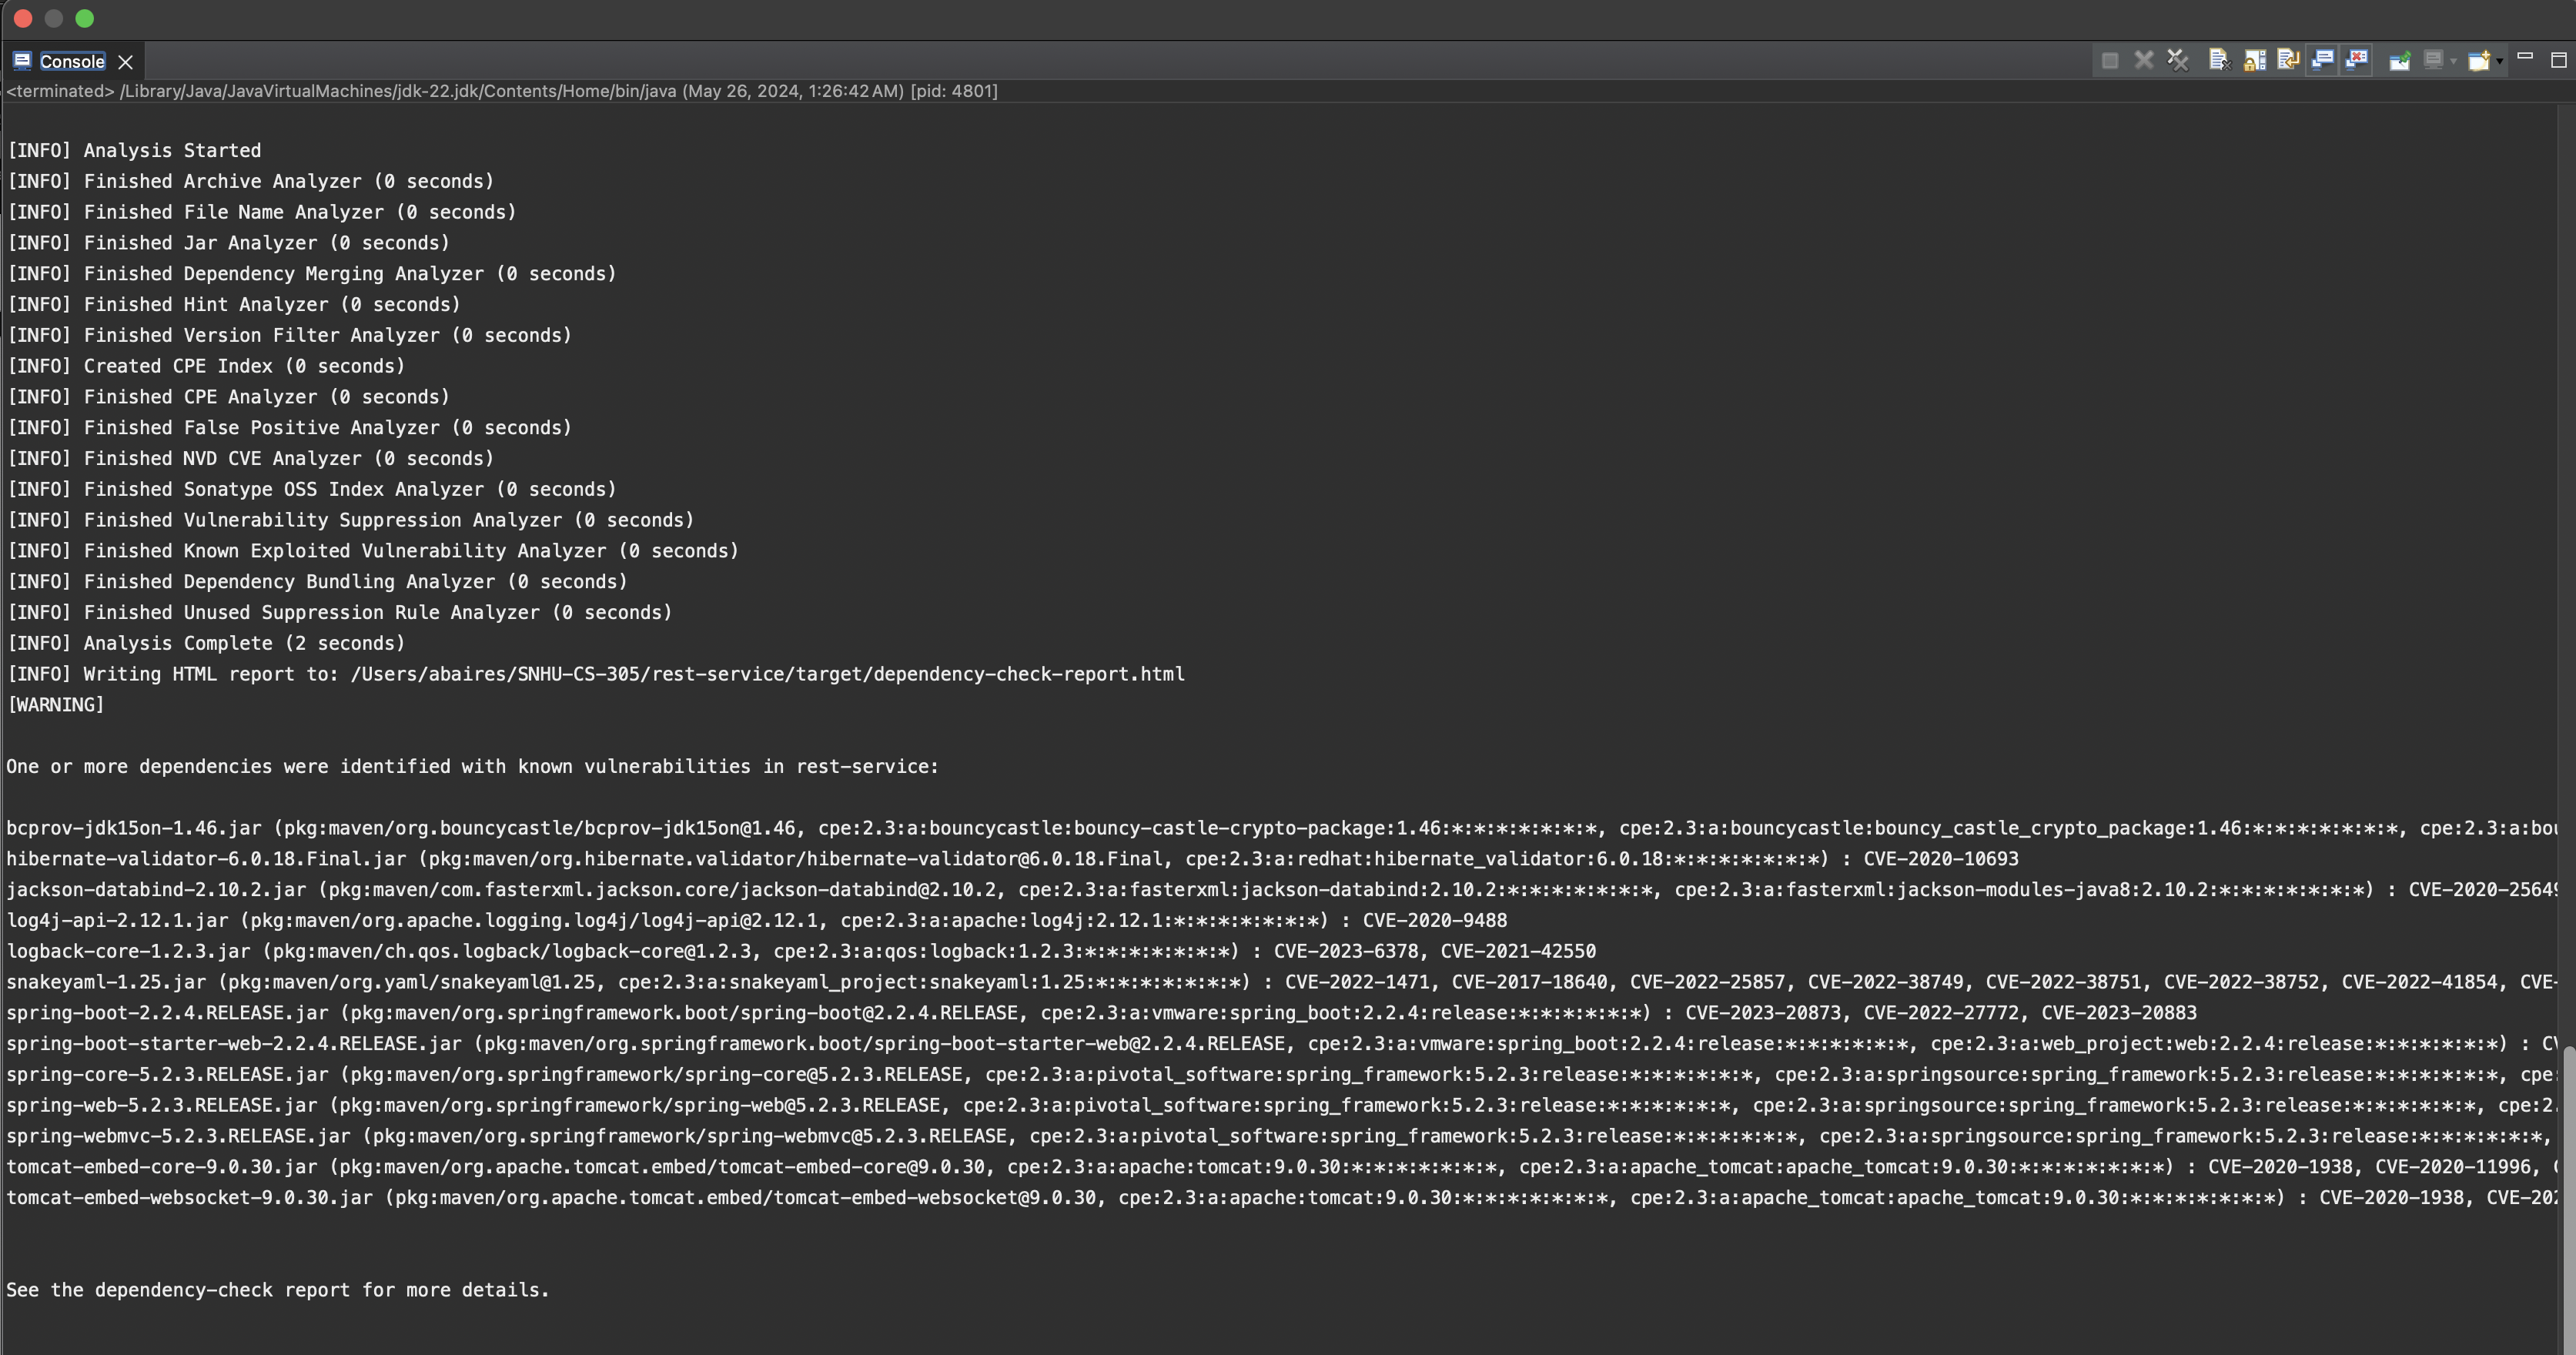 Console
<terminated> /Library/Java/JavaVirtualMachines/jdk-22.jdk/Contents/Home/bin/java (May 26, 2024, 1:26:42 AM) [pid: 4801]
[INFO] Analysis Started
[INFO] Finished Archive Analyzer (0 seconds)
[INFO] Finished File Name Analyzer (0 seconds)
[INFO] Finished Jar Analyzer (0 seconds)
[INFO] Finished Dependency Merging Analyzer (0 seconds)
[INFO] Finished Hint Analyzer (0 seconds)
[INFO] Finished Version Filter Analyzer (0 seconds)
[INFO] Created CPE Index (0 seconds)
[INFO] Finished CPE Analyzer (0 seconds)
[INFO] Finished False Positive Analyzer (0 seconds)
[INFO] Finished NVD CVE Analyzer (0 seconds)
[INFO] Finished Sonatype OSS Index Analyzer (0 seconds)
[INFO] Finished Vulnerability Suppression Analyzer (0 seconds)
[INFO] Finished Known Exploited Vulnerability Analyzer (0 seconds)
[INFO] Finished Dependency Bundling Analyzer (0 seconds)
[INFO] Finished Unused Suppression Rule Analyzer (0 seconds)
[INFO] Analysis Complete (2 seconds)
[INFO] Writing HTML report to: /Users/abaires/SNHU-CS-305/rest-service/target/dependency-check-report.html
[WARNING]
One or more dependencies were identified with known vulnerabilities in rest-service:
bcprov-jdk15on-1.46.jar (pkg:maven/org.bouncycastle/bcprov-jdk15on@1.46, cpe:2.3:a:bouncycastle:bouncy-castle-crypto-package:1.46:*:*:*:*:*:*:*, cpe:2.3:a:bouncycastle:bouncy_castle_crypto_package:1.46:*:*:*:*:*:*:*, cpe:2.3:a:bou
hibernate-validator-6.0.18.Final.jar (pkg:maven/org.hibernate.validator/hibernate-validator@6.0.18.Final, cpe:2.3:a:redhat:hibernate_validator:6.0.18:*:*:*:*:*:*:*) : CVE-2020-10693
jackson-databind-2.10.2.jar (pkg:maven/com.fasterxml.jackson.core/jackson-databind@2.10.2, cpe:2.3:a:fasterxml:jackson-databind:2.10.2:*:*:*:*:*:*:*, cpe:2.3:a:fasterxml:jackson-modules-java8:2.10.2:*:*:*:*:*:*:*) : CVE-2020-25649
log4j-api-2.12.1.jar (pkg:maven/org.apache.logging.log4j/log4j-api@2.12.1, cpe:2.3:a:apache:log4j:2.12.1:*:*:*:*:*:*:*) : CVE-2020-9488
logback-core-1.2.3.jar (pkg:maven/ch.qos.logback/logback-core@1.2.3, cpe:2.3:a:qos:logback:1.2.3:*:*:*:*:*:*:*) : CVE-2023-6378, CVE-2021-42550
snakeyaml-1.25.jar (pkg:maven/org.yaml/snakeyaml@1.25, cpe:2.3:a:snakeyaml_project:snakeyaml:1.25:*:*:*:*:*:*:*) : CVE-2022-1471, CVE-2017-18640, CVE-2022-25857, CVE-2022-38749, CVE-2022-38751, CVE-2022-38752, CVE-2022-41854, CVE-
spring-boot-2.2.4.RELEASE.jar (pkg:maven/org.springframework.boot/spring-boot@2.2.4.RELEASE, cpe:2.3:a:vmware:spring_boot:2.2.4:release:*:*:*:*:*:*) : CVE-2023-20873, CVE-2022-27772, CVE-2023-20883
spring-boot-starter-web-2.2.4.RELEASE.jar (pkg:maven/org.springframework.boot/spring-boot-starter-web@2.2.4.RELEASE, cpe:2.3:a:vmware:spring_boot:2.2.4:release:*:*:*:*:*:*, cpe:2.3:a:web_project:web:2.2.4:release:*:*:*:*:*:*) : CV
spring-core-5.2.3.RELEASE.jar (pkg:maven/org.springframework/spring-core@5.2.3.RELEASE, cpe:2.3:a:pivotal_software:spring_framework:5.2.3:release:*:*:*:*:*:*, cpe:2.3:a:springsource:spring_framework:5.2.3:release:*:*:*:*:*:*, cpe:
spring-web-5.2.3.RELEASE.jar (pkg:maven/org.springframework/spring-web@5.2.3.RELEASE, cpe:2.3:a:pivotal_software:spring_framework:5.2.3:release:*:*:*:*:*:*, cpe:2.3:a:springsource:spring_framework:5.2.3:release:*:*:*:*:*:*, cpe:2.
spring-webmvc-5.2.3.RELEASE.jar (pkg:maven/org.springframework/spring-webmvc@5.2.3.RELEASE, cpe:2.3:a:pivotal_software:spring_framework:5.2.3:release:*:*:*:*:*:*, cpe:2.3:a:springsource:spring_framework:5.2.3:release:*:*:*:*:*:*,
tomcat-embed-core-9.0.30.jar (pkg:maven/org.apache.tomcat.embed/tomcat-embed-core@9.0.30, cpe:2.3:a:apache:tomcat:9.0.30:*:*:*:*:*:*:*, cpe:2.3:a:apache_tomcat:apache_tomcat:9.0.30:*:*:*:*:*:*:*) : CVE-2020-1938, CVE-2020-11996,
tomcat-embed-websocket-9.0.30.jar (pkg:maven/org.apache.tomcat.embed/tomcat-embed-websocket@9.0.30, cpe:2.3:a:apache:tomcat:9.0.30:*:*:*:*:*:*:*, cpe:2.3:a:apache_tomcat:apache_tomcat:9.0.30:*:*:*:*:*:*:*) : CVE-2020-1938, CVE-202
See the dependency-check report for more details.